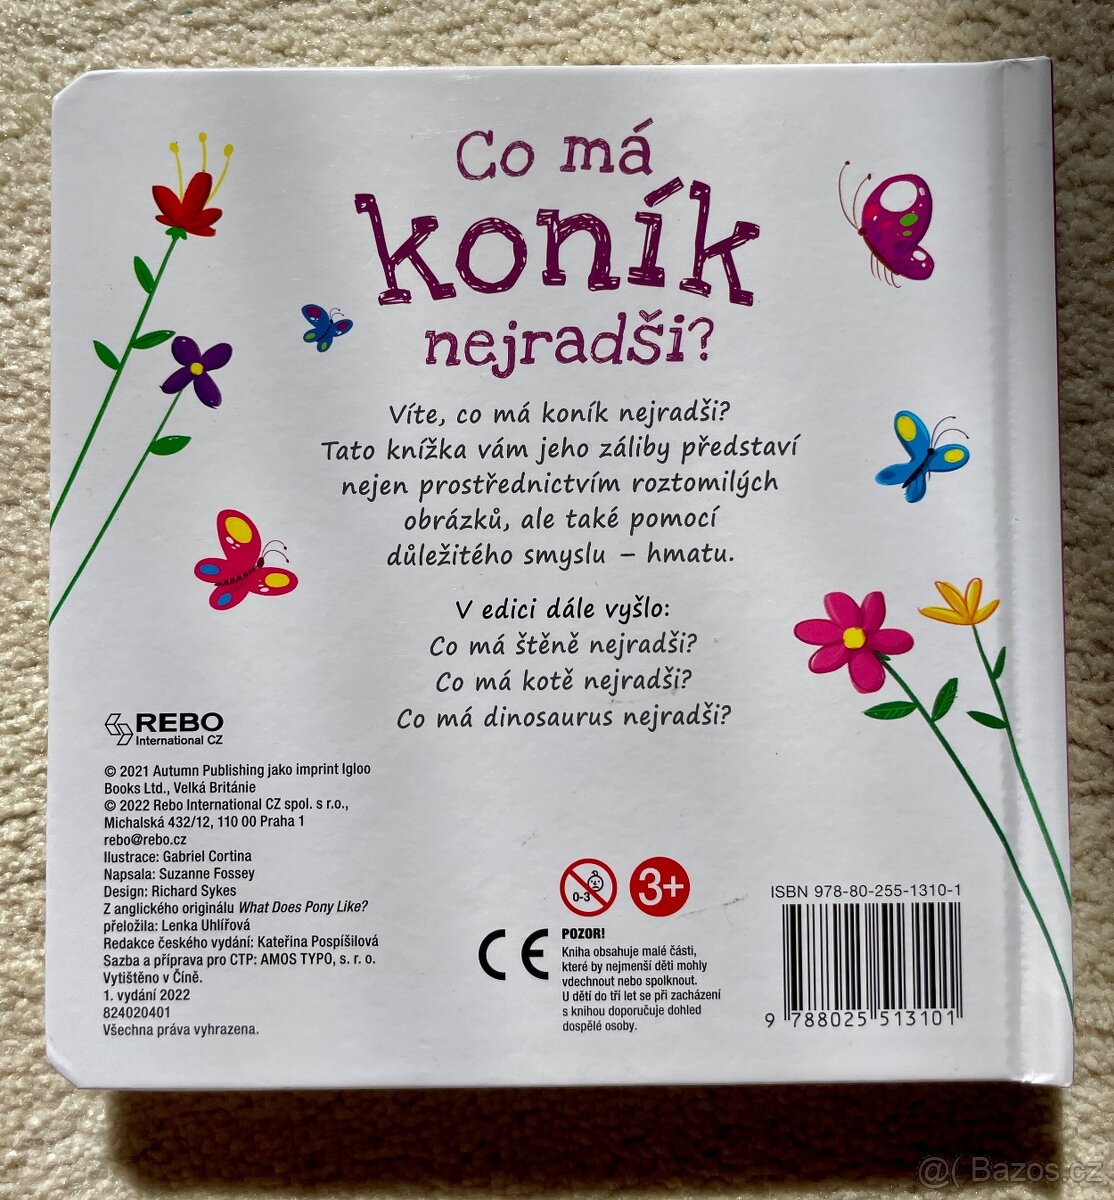 Co má
koník
nejradši?
Víte, co má koník nejradši?
Tato knížka vám jeho záliby představí
nejen prostřednictvím roztomilých
obrázků, ale také pomocí
důležitého smyslu – hmatu.
V edici dále vyšlo:
Co má štěně nejradši?
Co má kotě nejradši?
Co má dinosaurus nejradši?
REBO
International CZ
© 2021 Autumn Publishing jako imprint Igloo
Books Ltd., Velká Británie
© 2022 Rebo International CZ spol. s r.o.,
Michalská 432/12, 110 00 Praha 1
rebo@rebo.cz
Ilustrace: Gabriel Cortina
Napsala: Suzanne Fossey
Design: Richard Sykes
Z anglického originálu What Does Pony Like?
přeložila: Lenka Uhlířová
Redakce českého vydání: Kateřina Pospíšilová
Sazba a příprava pro CTP: AMOS TYPO, s. r. o.
Vytištěno v Číně.
1. vydání 2022
824020401
Všechna práva vyhrazena.
0-3
3+
CE
POZOR!
Kniha obsahuje malé části,
které by nejmenší děti mohly
vdechnout nebo spolknout.
U dětí do tří let se při zacházení
s knihou doporučuje dohled
dospělé osoby.
ISBN 978-80-255-1310-1
9 788025 513101
@( Bazos.cz